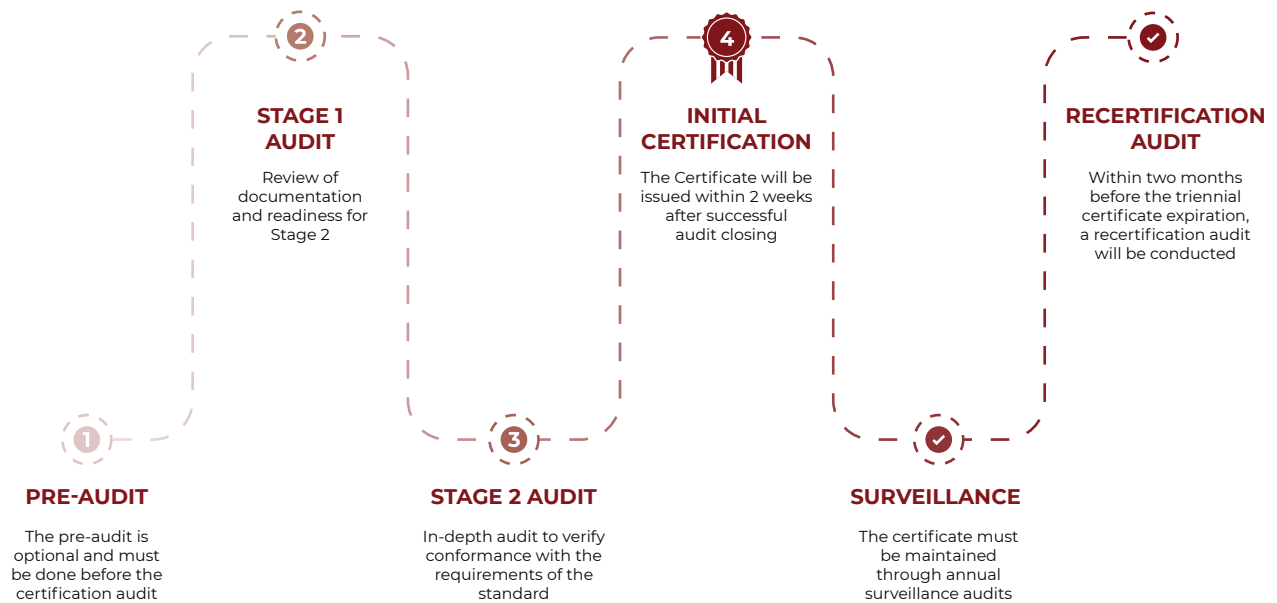 1
PRE-AUDIT
The pre-audit is
optional and must
be done before the
certification audit
2
STAGE 1
AUDIT
Review of
documentation
and readiness for
Stage 2
3
STAGE 2 AUDIT
In-depth audit to verify
conformance with the
requirements of the
standard
4
INITIAL
CERTIFICATION
The Certificate will be
issued within 2 weeks
after successful
audit closing
SURVEILLANCE
The certificate must
be maintained
through annual
surveillance audits
RECERTIFICATION
AUDIT
Within two months
before the triennial
certificate expiration,
a recertification audit
will be conducted